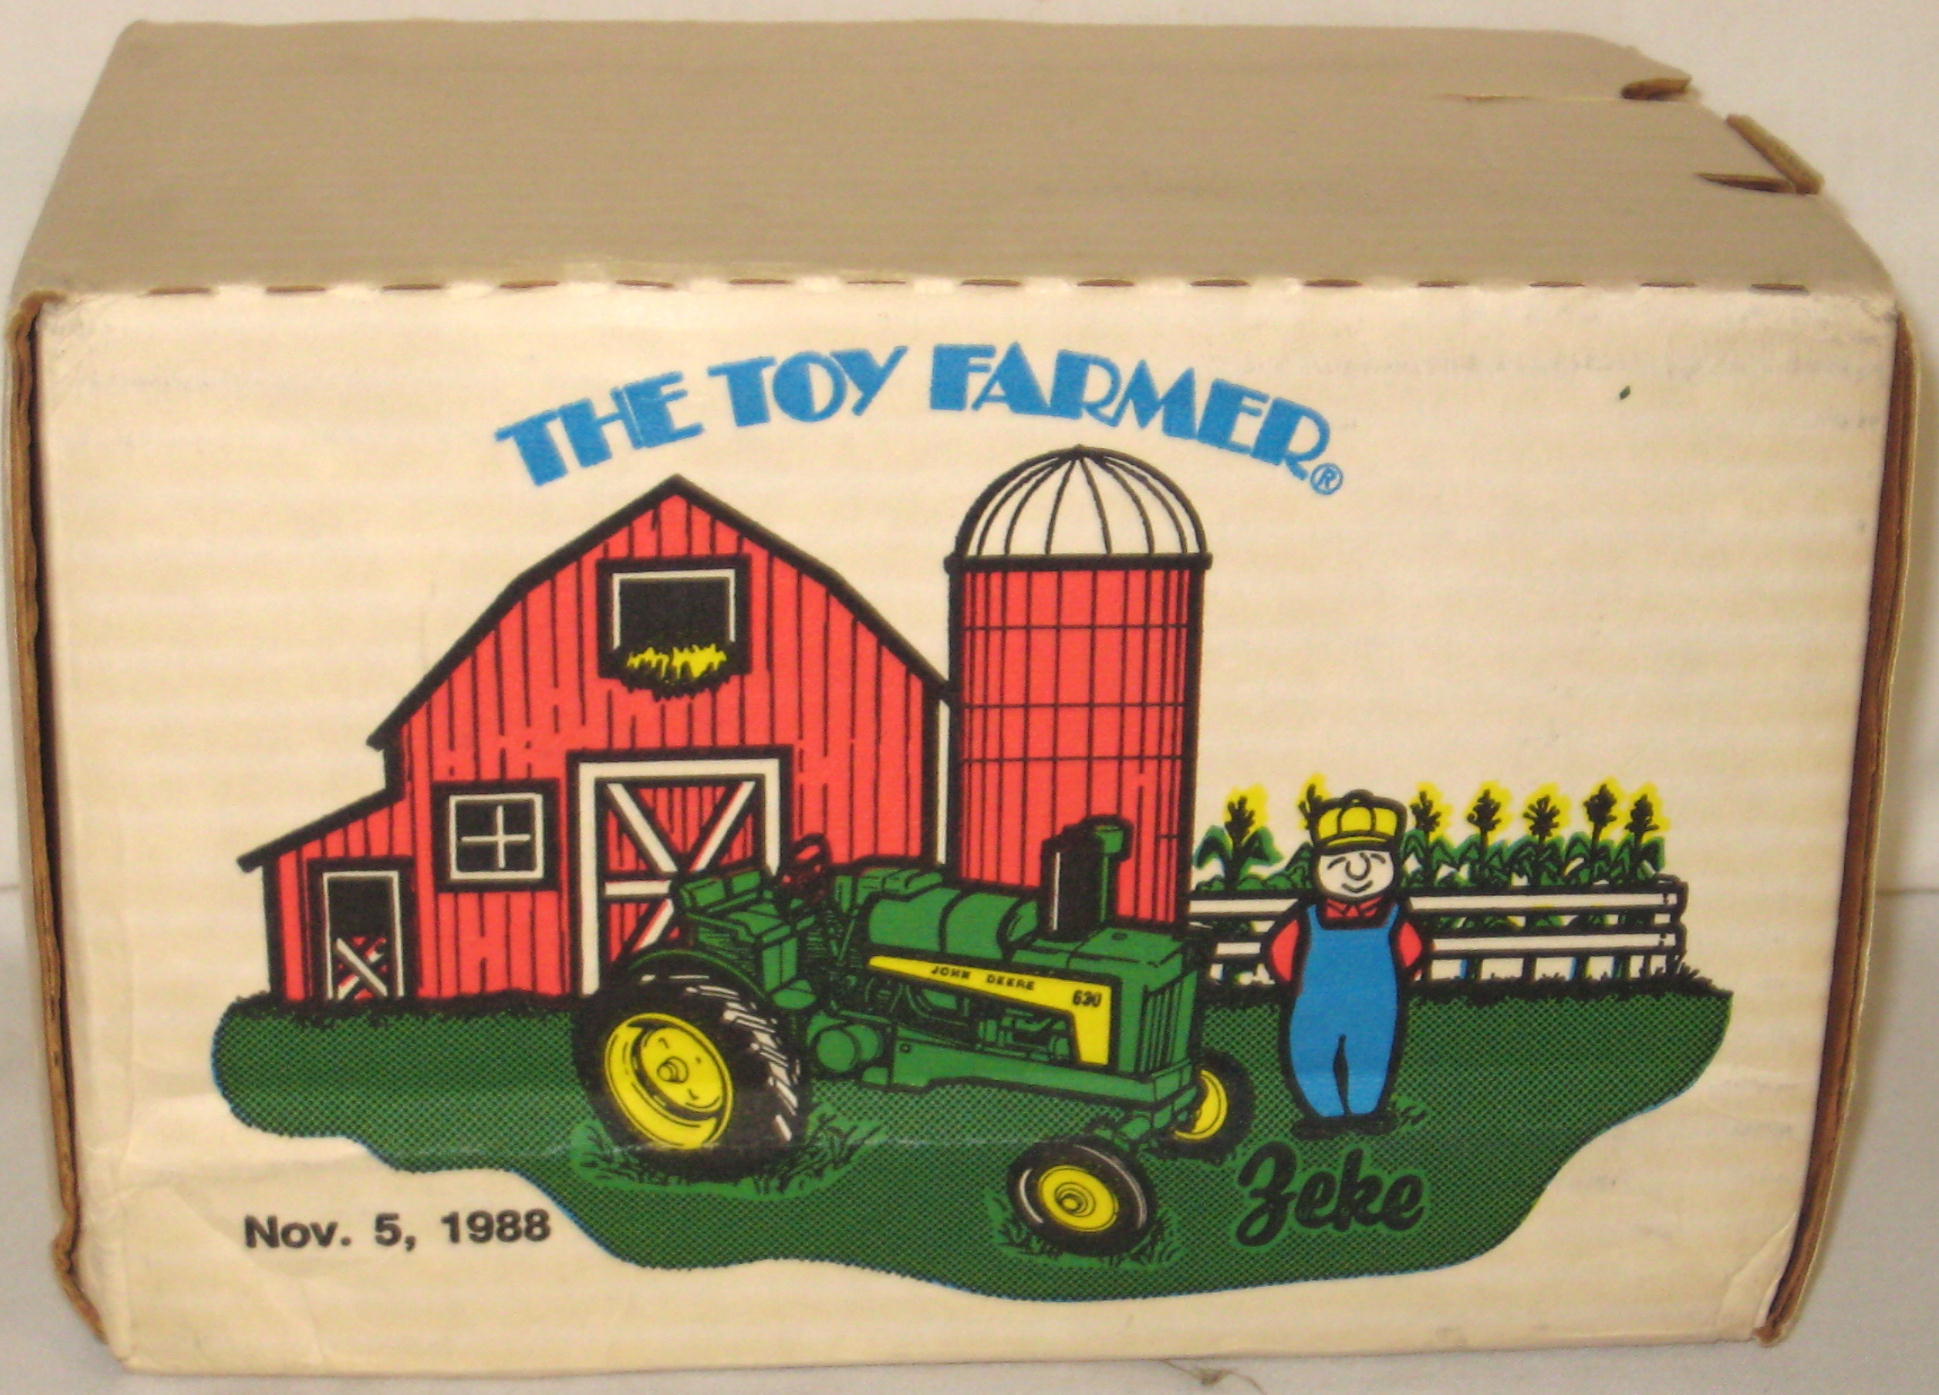 THE TOY FARMER®
JOHN DEERE
630
Zeke
Nov. 5, 1988